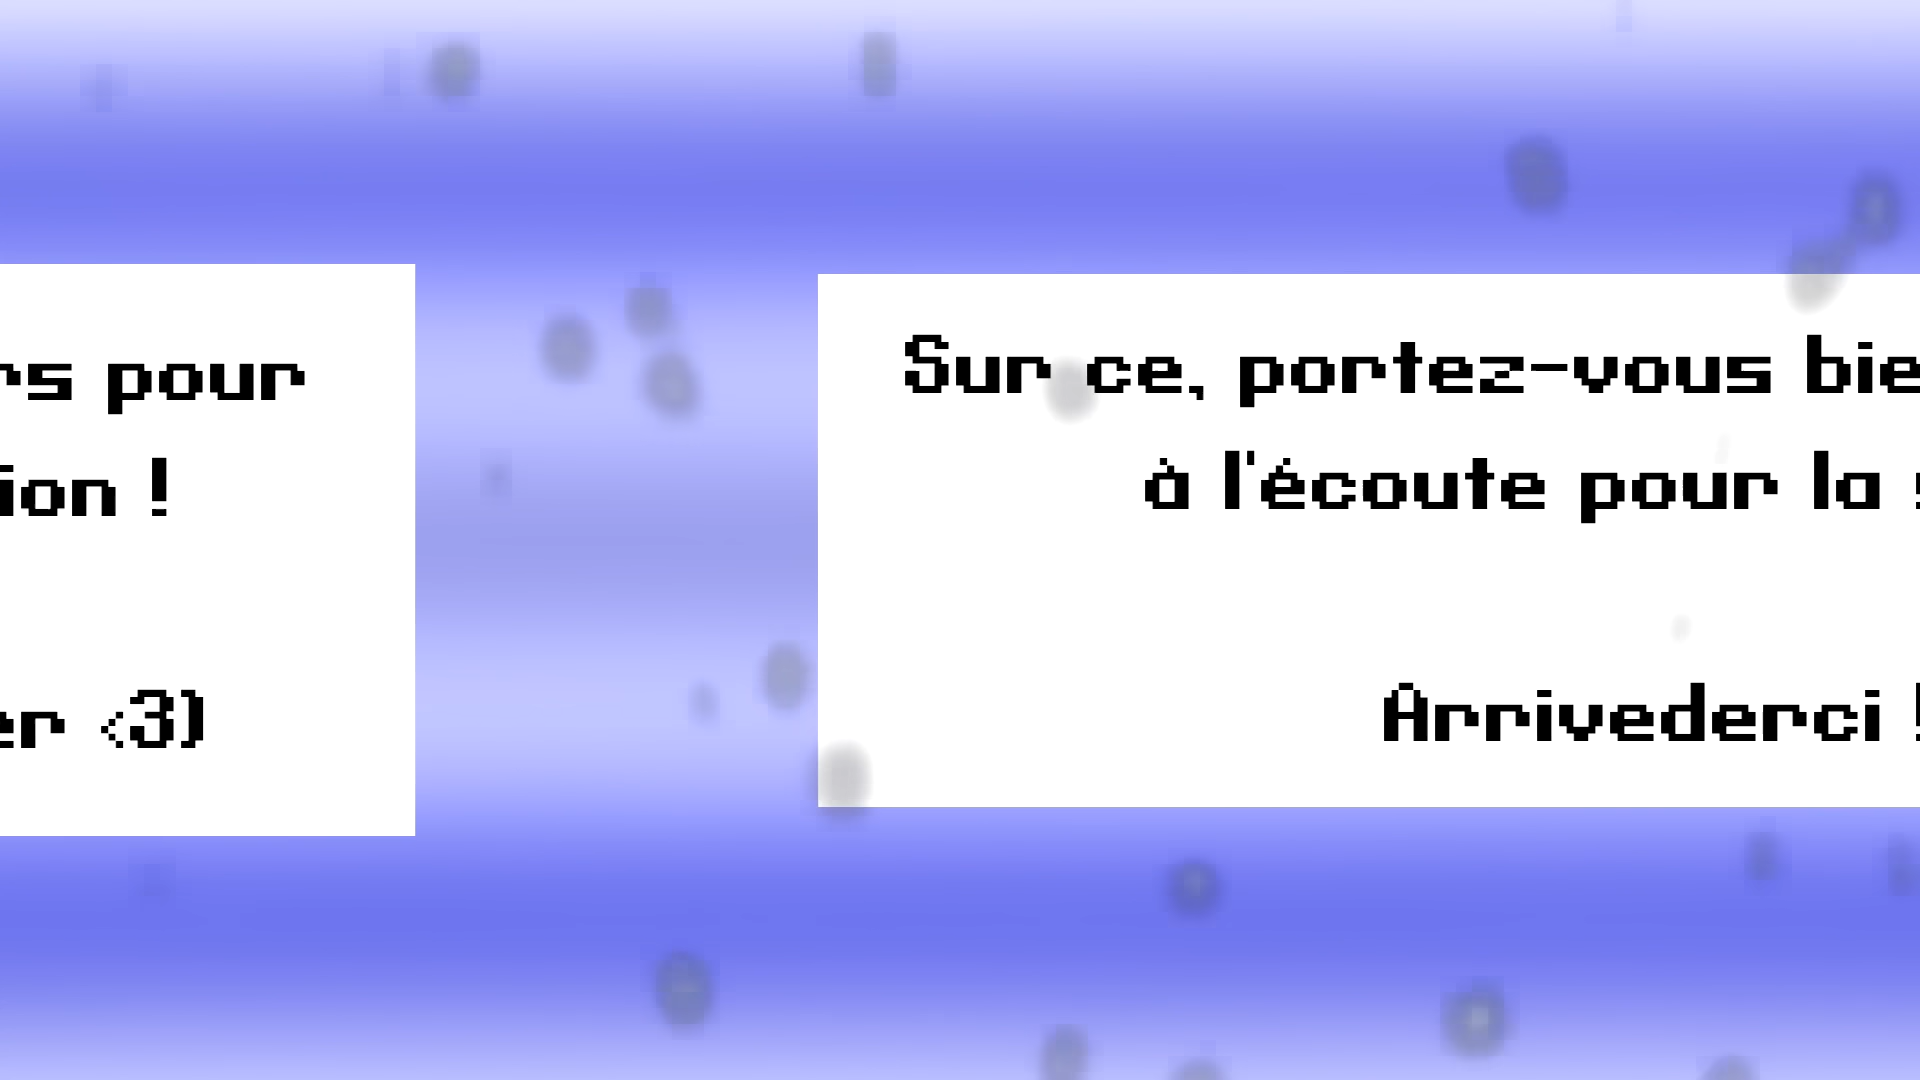 rs pour
ion !
er <3)
Sur ce, portez-vous bie
à l'écoute pour la s
Arrivederci !